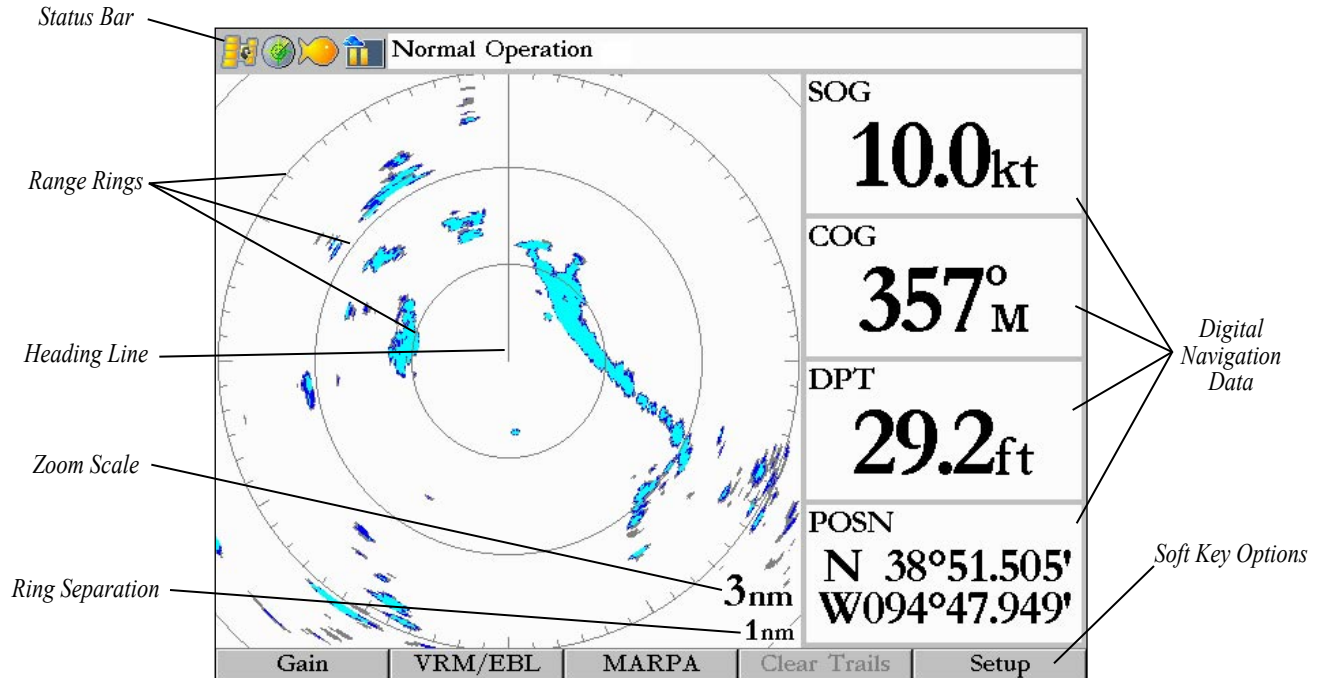 Status Bar
Normal Operation
SOG
10.0kt
Range Rings
COG
357°M
Heading Line
Digital
Navigation
Data
DPT
29.2ft
Zoom Scale
POSN
N 38°51.505'
W094°47.949'
Soft Key Options
3nm
Ring Separation
1nm
Gain
VRM/EBL
MARPA
Clear Trails
Setup